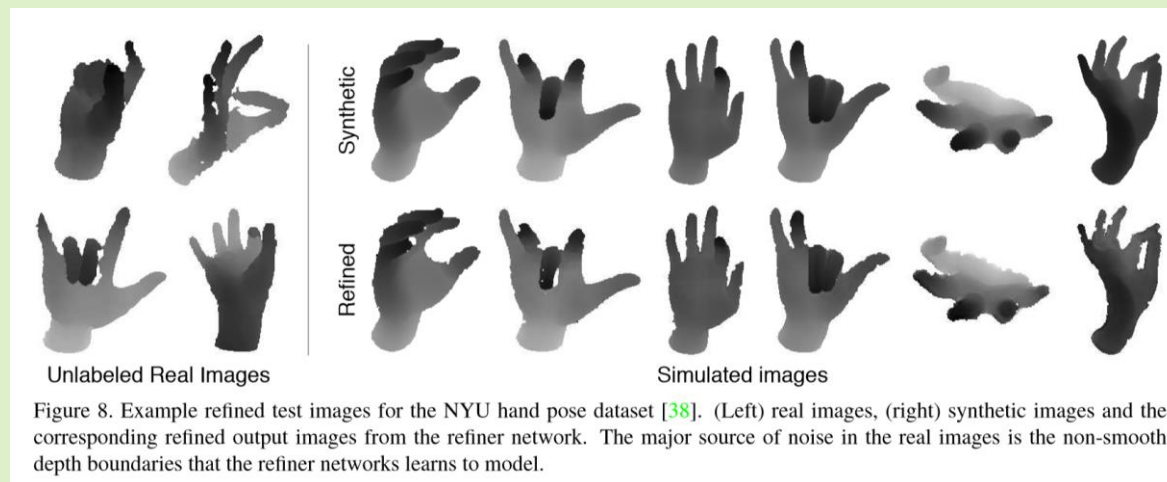 Synthetic
Refined
Unlabeled Real Images
Simulated images
Figure 8. Example refined test images for the NYU hand pose dataset [38]. (Left) real images, (right) synthetic images and the
corresponding refined output images from the refiner network. The major source of noise in the real images is the non-smooth
depth boundaries that the refiner networks learns to model.